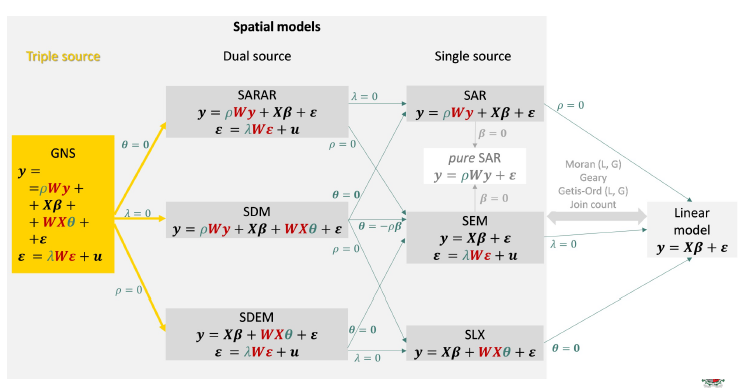 Spatial models
Triple source
Dual source
Single source
GNS
y =
=ρWy +
+ Xβ +
+ WXθ +
+ε
ε = λWε + u
θ = 0
λ = 0
ρ = 0
SARAR
y = ρWy + Xβ + ε
ε = λWε + u
SDM
y = ρWy + Xβ + WXθ + ε
SDEM
y = Xβ + WXθ + ε
ε = λWε + u
λ = 0
ρ = 0
θ = 0
θ = −ρβ
ρ = 0
θ = 0
λ = 0
SAR
y = ρWy + Xβ + ε
β = 0
pure SAR
y = ρWy + ε
β = 0
SEM
y = Xβ + ε
ε = λWε + u
SLX
y = Xβ + WXθ + ε
ρ = 0
Moran (L, G)
Geary
Getis-Ord (L, G)
Join count
λ = 0
θ = 0
Linear
model
y = Xβ + ε